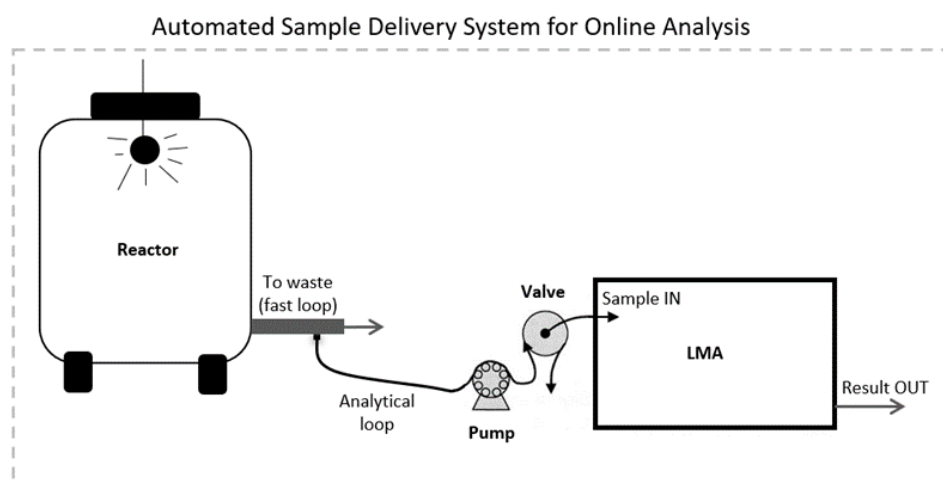 Automated Sample Delivery System for Online Analysis
Reactor
To waste
(fast loop)
Valve
Sample IN
LMA
Result OUT
Analytical
loop
Pump